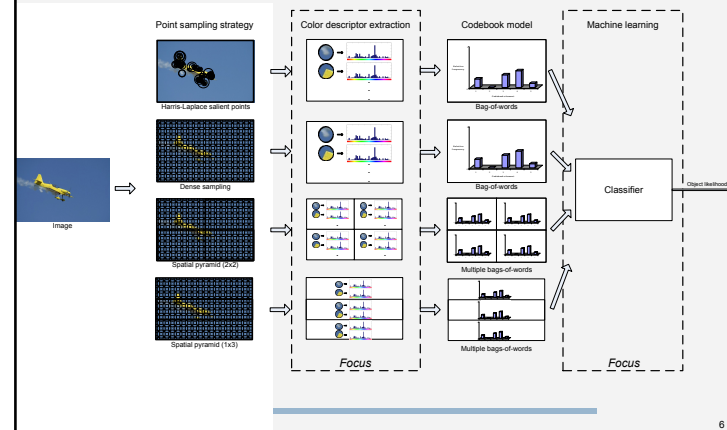 Point sampling strategy
Color descriptor extraction
Codebook model
Machine learning
Harris-Laplace salient points
Bag-of-words
Dense sampling
Bag-of-words
Image
Classifier
Object likelihood
Spatial pyramid (2x2)
Multiple bags-of-words
Spatial pyramid (1x3)
Multiple bags-of-words
Focus
Focus
6